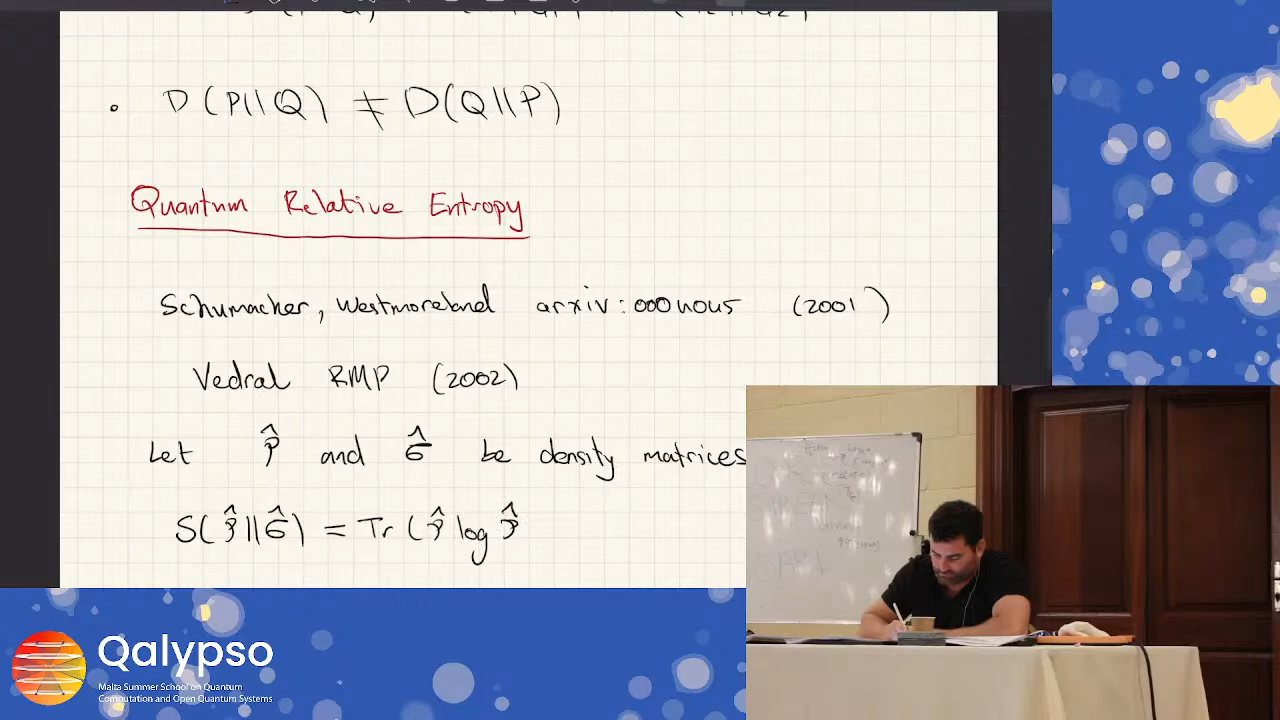 • D(P||Q) ≠ D(Q||P)
Quantum Relative Entropy
Schumacher, Westmoreland arxiv:0004045 (2001)
Vedral RMP (2002)
Let ρ̂ and σ̂ be density matrices
S(ρ̂||σ̂) = Tr(ρ̂ log ρ̂
Qalypso
Malta Summer School on Quantum
Computation and Open Quantum Systems